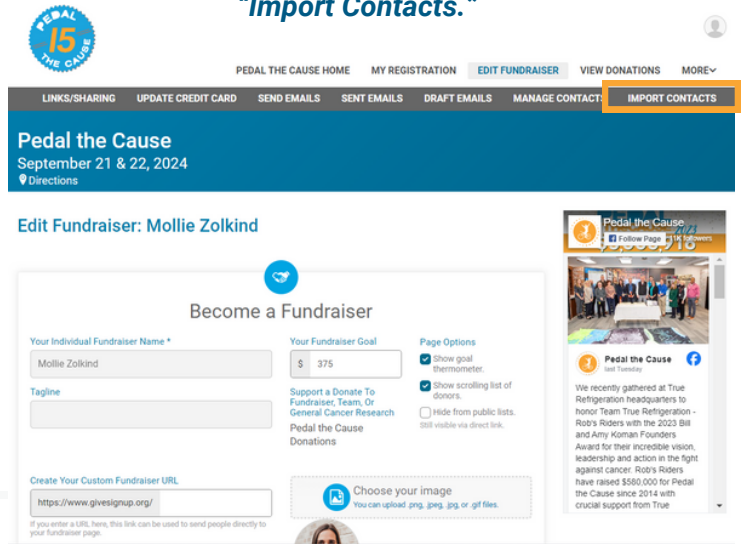 "Import Contacts."
PEDAL
15
THE CAUSE
PEDAL THE CAUSE HOME MY REGISTRATION EDIT FUNDRAISER VIEW DONATIONS MORE
LINKS/SHARING UPDATE CREDIT CARD SEND EMAILS SENT EMAILS DRAFT EMAILS MANAGE CONTACTS IMPORT CONTACTS
Pedal the Cause
September 21 & 22, 2024
Directions
Edit Fundraiser: Mollie Zolkind
Become a Fundraiser
Your Individual Fundraiser Name *
Mollie Zolkind
Tagline
Create Your Custom Fundraiser URL
https://www.givesignup.org/
If you enter a URL here, this link can be used to send people directly to
your fundraiser page.
Your Fundraiser Goal
$ 375
Support a Donate To
Fundraiser, Team, Or
General Cancer Research
Pedal the Cause
Donations
Page Options
Show goal
thermometer.
Show scrolling list of
donors.
Hide from public lists.
Still visible via direct link.
Choose your image
You can upload .png, .jpeg, .jpg, or .gif files.
Pedal the Cause
2023
Follow Page
followers
Pedal the Cause
last Tuesday
We recently gathered at True
Refrigeration headquarters to
honor Team True Refrigeration -
Rob's Riders with the 2023 Bill
and Amy Koman Founders
Award for their incredible vision,
leadership and action in the fight
against cancer. Rob's Riders
have raised $580,000 for Pedal
the Cause since 2014 with
crucial support from True